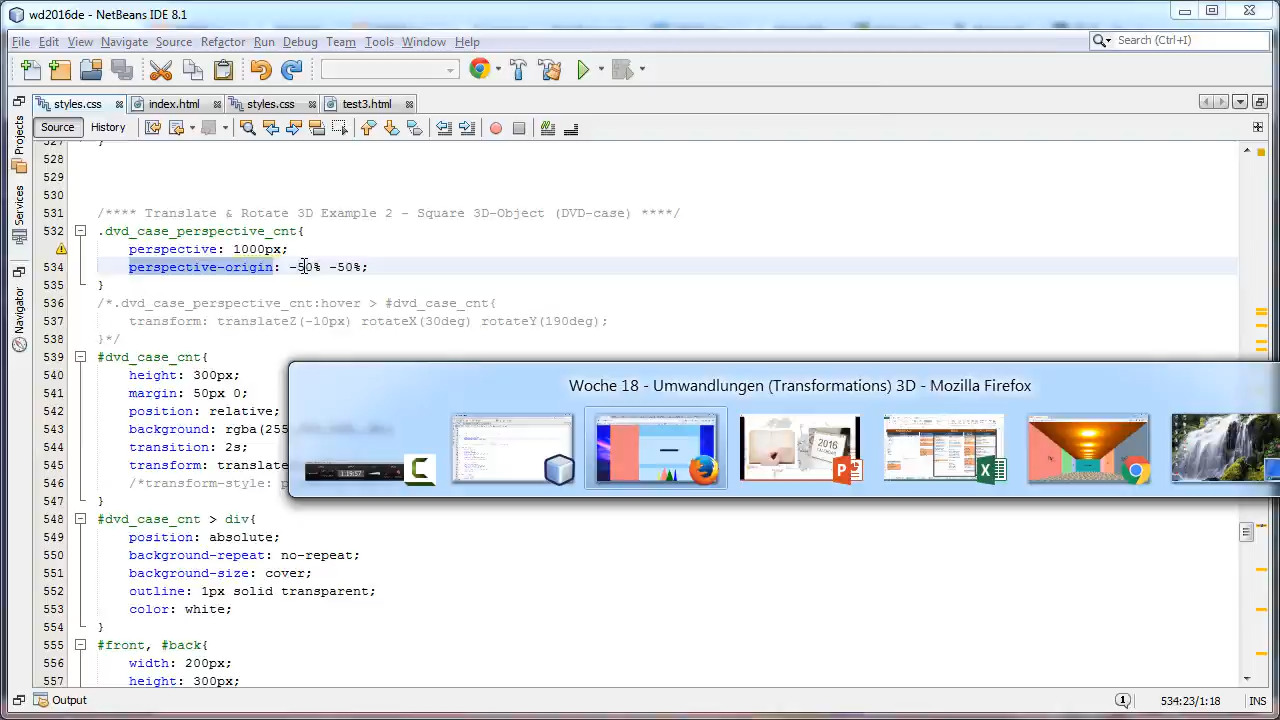 wd2016de - NetBeans IDE 8.1
File Edit View Navigate Source Refactor Run Debug Team Tools Window Help
Search (Ctrl+I)
styles.css index.html styles.css test3.html
Source History
Projects
Services
Navigator
527 }
528
529
530
531 /**** Translate & Rotate 3D Example 2 - Square 3D-Object (DVD-case) ****/
532 .dvd_case_perspective_cnt{
perspective: 1000px;
534 perspective-origin: -50% -50%;
535 }
536 /*.dvd_case_perspective_cnt:hover > #dvd_case_cnt{
537 transform: translateZ(-10px) rotateX(30deg) rotateY(190deg);
538 }*/
539 #dvd_case_cnt{
540 height: 300px;
541 margin: 50px 0;
542 position: relative;
543 background: rgba(255
544 transition: 2s;
545 transform: translate
546 /*transform-style: p
547 }
Woche 18 - Umwandlungen (Transformations) 3D - Mozilla Firefox
1:19:57
2016
548 #dvd_case_cnt > div{
549 position: absolute;
550 background-repeat: no-repeat;
551 background-size: cover;
552 outline: 1px solid transparent;
553 color: white;
554 }
555 #front, #back{
556 width: 200px;
557 height: 300px;
Output
534:23/1:18 INS